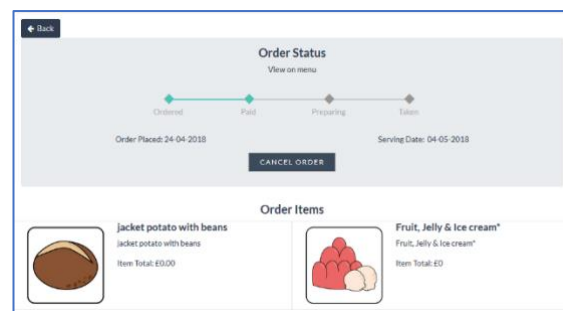 Back
Order Status
View on menu
Ordered Paid Preparing Taken
Order Placed: 24-04-2018 Serving Date: 04-05-2018
CANCEL ORDER
Order Items
jacket potato with beans
jacket potato with beans
Item Total: £0.00
Fruit, Jelly & Ice cream*
Fruit, Jelly & Ice cream*
Item Total: £0